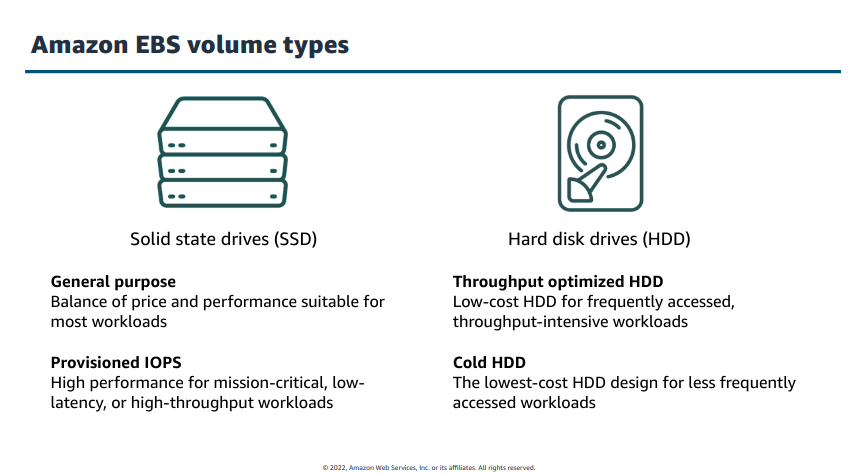 Amazon EBS volume types
Solid state drives (SSD)
General purpose
Balance of price and performance suitable for
most workloads
Provisioned IOPS
High performance for mission-critical, low-
latency, or high-throughput workloads
Hard disk drives (HDD)
Throughput optimized HDD
Low-cost HDD for frequently accessed,
throughput-intensive workloads
Cold HDD
The lowest-cost HDD design for less frequently
accessed workloads
© 2022, Amazon Web Services, Inc. or its affiliates. All rights reserved.